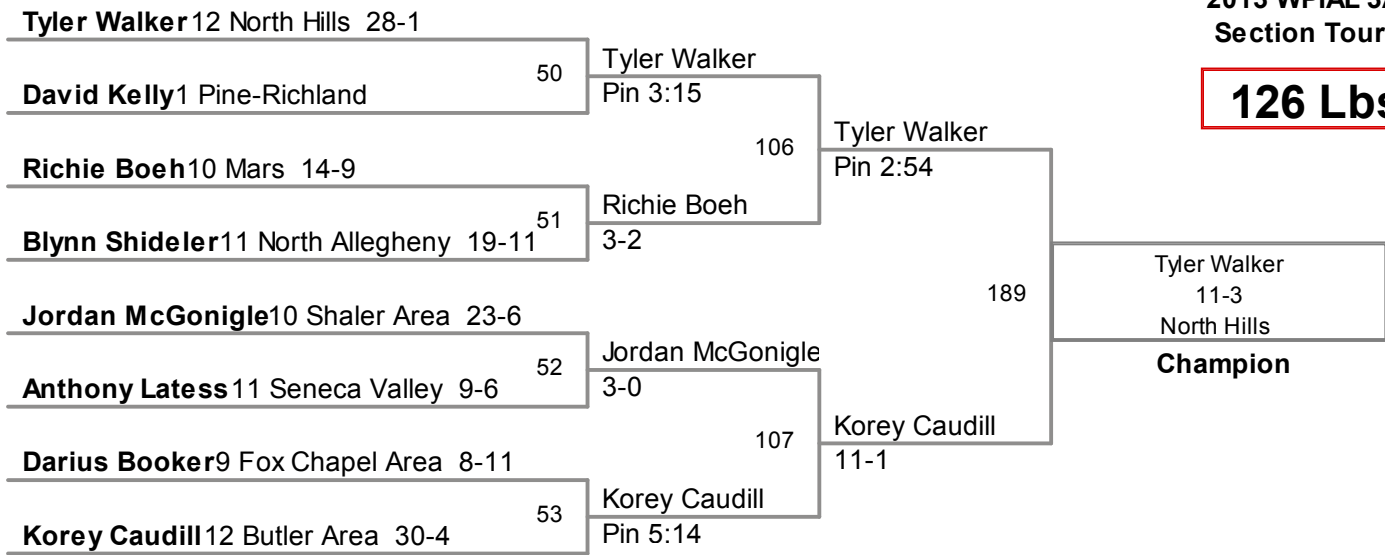 2013 WPIAL 3A
Section Tour
126 Lbs
Tyler Walker 12 North Hills 28-1
David Kelly 1 Pine-Richland
Richie Boeh 10 Mars 14-9
Blynn Shideler 11 North Allegheny 19-11
Jordan McGonigle 10 Shaler Area 23-6
Anthony Latess 11 Seneca Valley 9-6
Darius Booker 9 Fox Chapel Area 8-11
Korey Caudill 12 Butler Area 30-4
50
51
52
53
Tyler Walker
Pin 3:15
Richie Boeh
3-2
Jordan McGonigle
3-0
Korey Caudill
Pin 5:14
106
107
Tyler Walker
Pin 2:54
Korey Caudill
11-1
189
Tyler Walker
11-3
North Hills
Champion